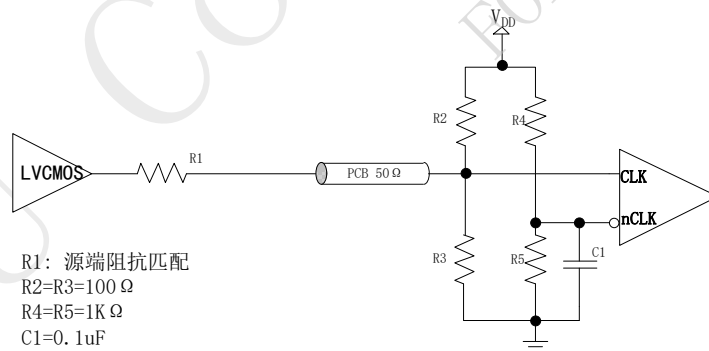 V_DD
R2
R4
R1
LVCMOS
PCB 50Ω
CLK
nCLK
R3
R5
C1
R1: 源端阻抗匹配
R2=R3=100Ω
R4=R5=1KΩ
C1=0.1uF